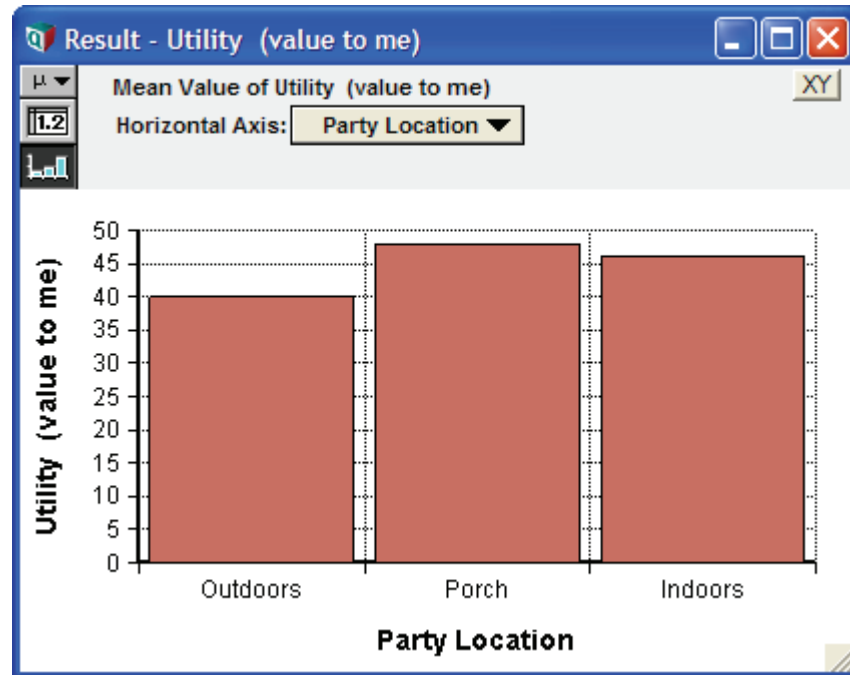 Result - Utility (value to me)
μ
Mean Value of Utility (value to me)
XY
1.2
Horizontal Axis: Party Location
50
45
40
35
30
25
20
15
10
5
0
Utility (value to me)
Outdoors Porch Indoors
Party Location